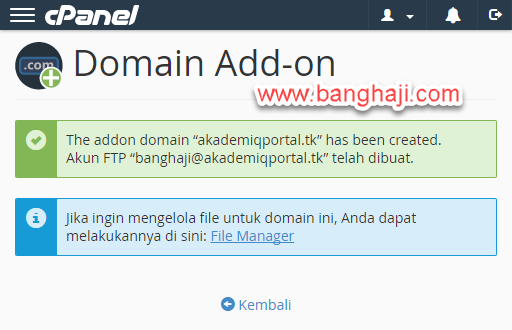 cPanel
.com
Domain Add-on
www.banghaji.com
The addon domain “akademiqportal.tk” has been created.
Akun FTP “banghaji@akademiqportal.tk” telah dibuat.
Jika ingin mengelola file untuk domain ini, Anda dapat
melakukannya di sini: File Manager
Kembali